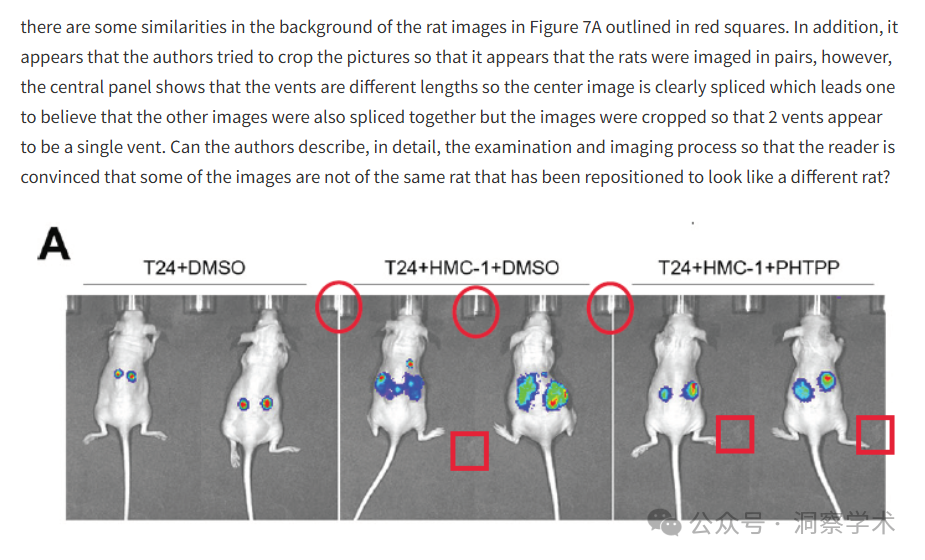 there are some similarities in the background of the rat images in Figure 7A outlined in red squares. In addition, it
appears that the authors tried to crop the pictures so that it appears that the rats were imaged in pairs, however,
the central panel shows that the vents are different lengths so the center image is clearly spliced which leads one
to believe that the other images were also spliced together but the images were cropped so that 2 vents appear
to be a single vent. Can the authors describe, in detail, the examination and imaging process so that the reader is
convinced that some of the images are not of the same rat that has been repositioned to look like a different rat?
A
T24+DMSO
T24+HMC-1+DMSO
T24+HMC-1+PHTPP
公众号 · 洞察学术